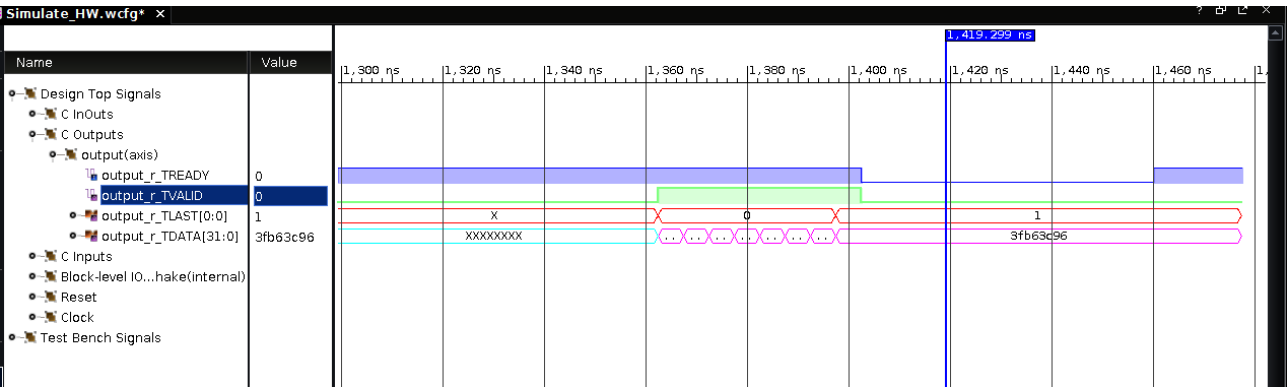 Simulate_HW.wcfg* ×
1,419.299 ns
Name Value
1,300 ns 1,320 ns 1,340 ns 1,360 ns 1,380 ns 1,400 ns 1,420 ns 1,440 ns 1,460 ns 1,
Design Top Signals
C InOuts
C Outputs
output(axis)
output_r_TREADY 0
output_r_TVALID 0
output_r_TLAST[0:0] 1 X 0 1
output_r_TDATA[31:0] 3fb63c96 XXXXXXXX .. .. .. .. .. .. .. 3fb63c96
C Inputs
Block-level IO...hake(internal)
Reset
Clock
Test Bench Signals